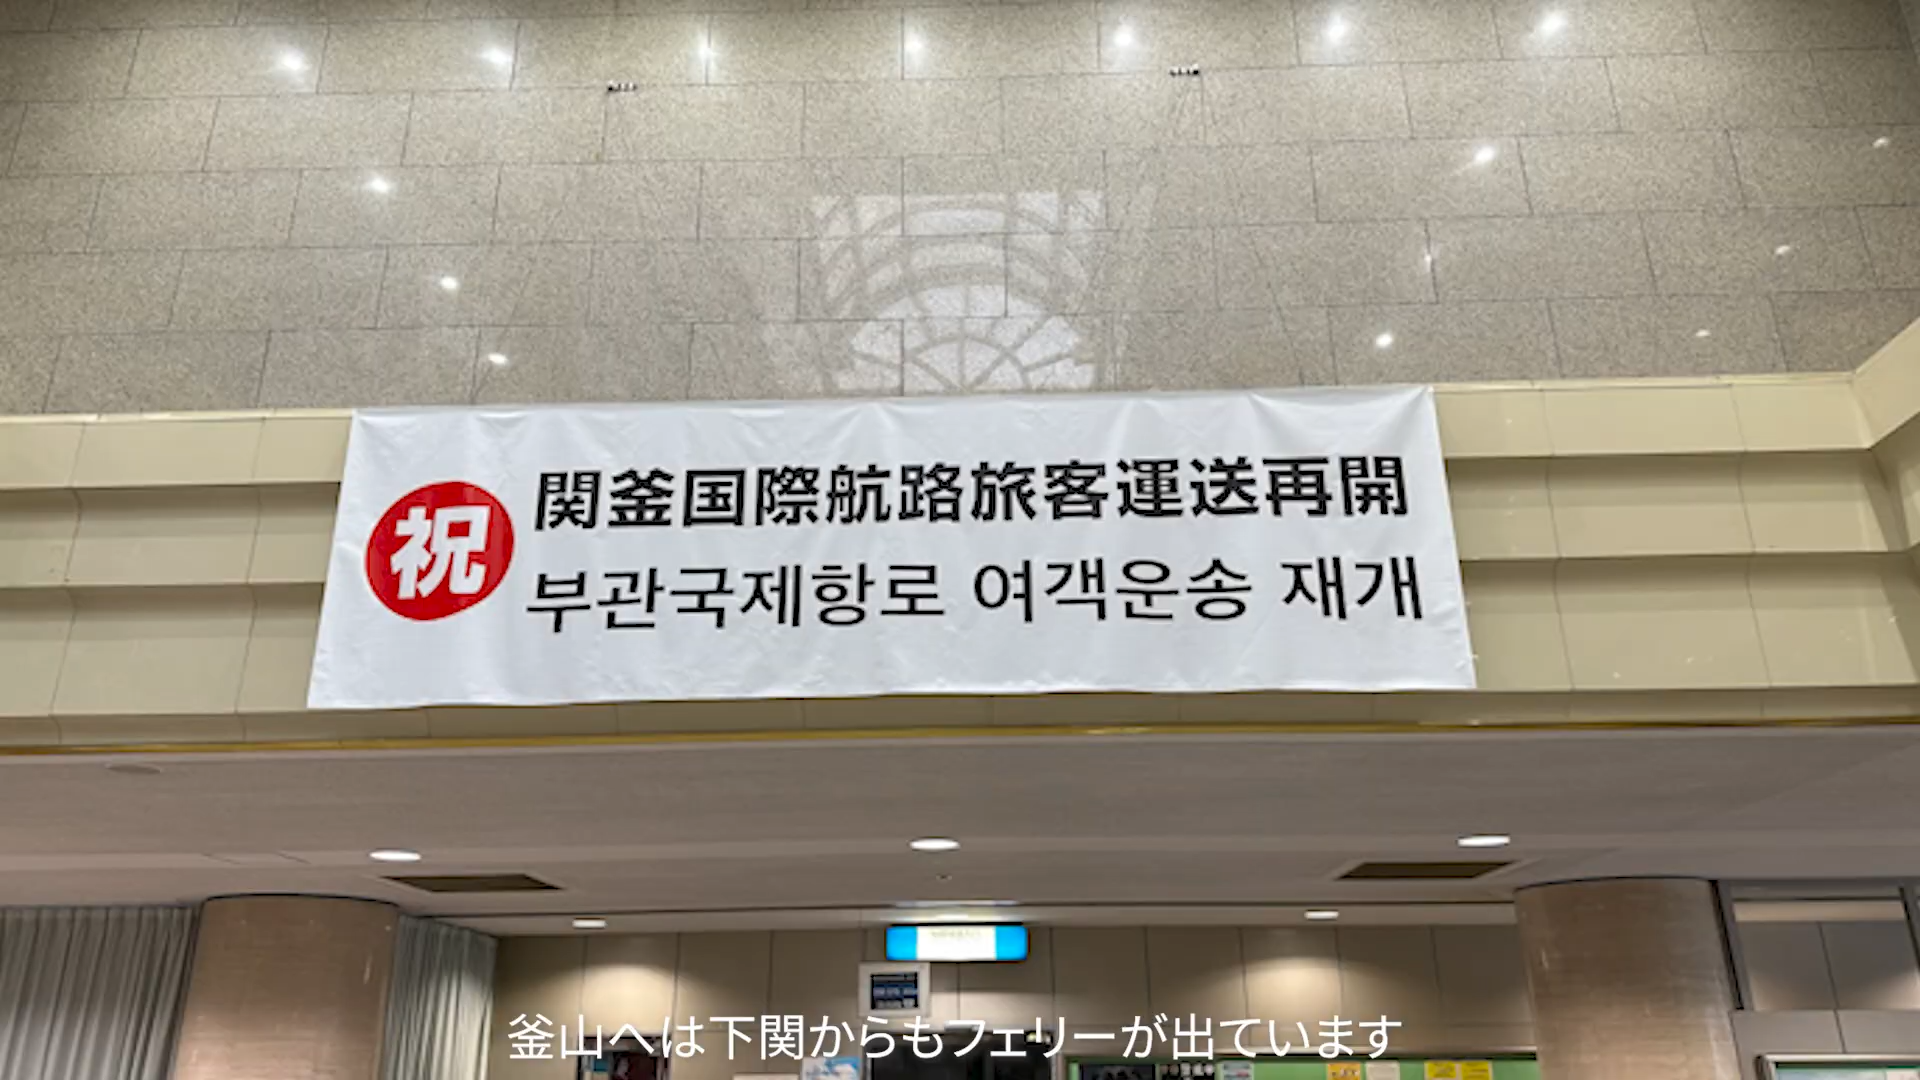 祝
関釜国際航路旅客運送再開
부관국제항로 여객운송 재개
釜山へは下関からもフェリーが出ています